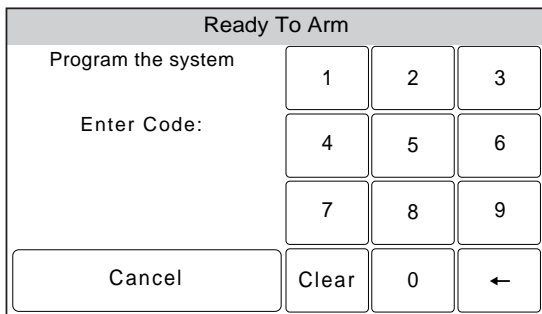 Ready To Arm
Program the system
1 2 3
Enter Code:
4 5 6
7 8 9
Cancel Clear 0 ←